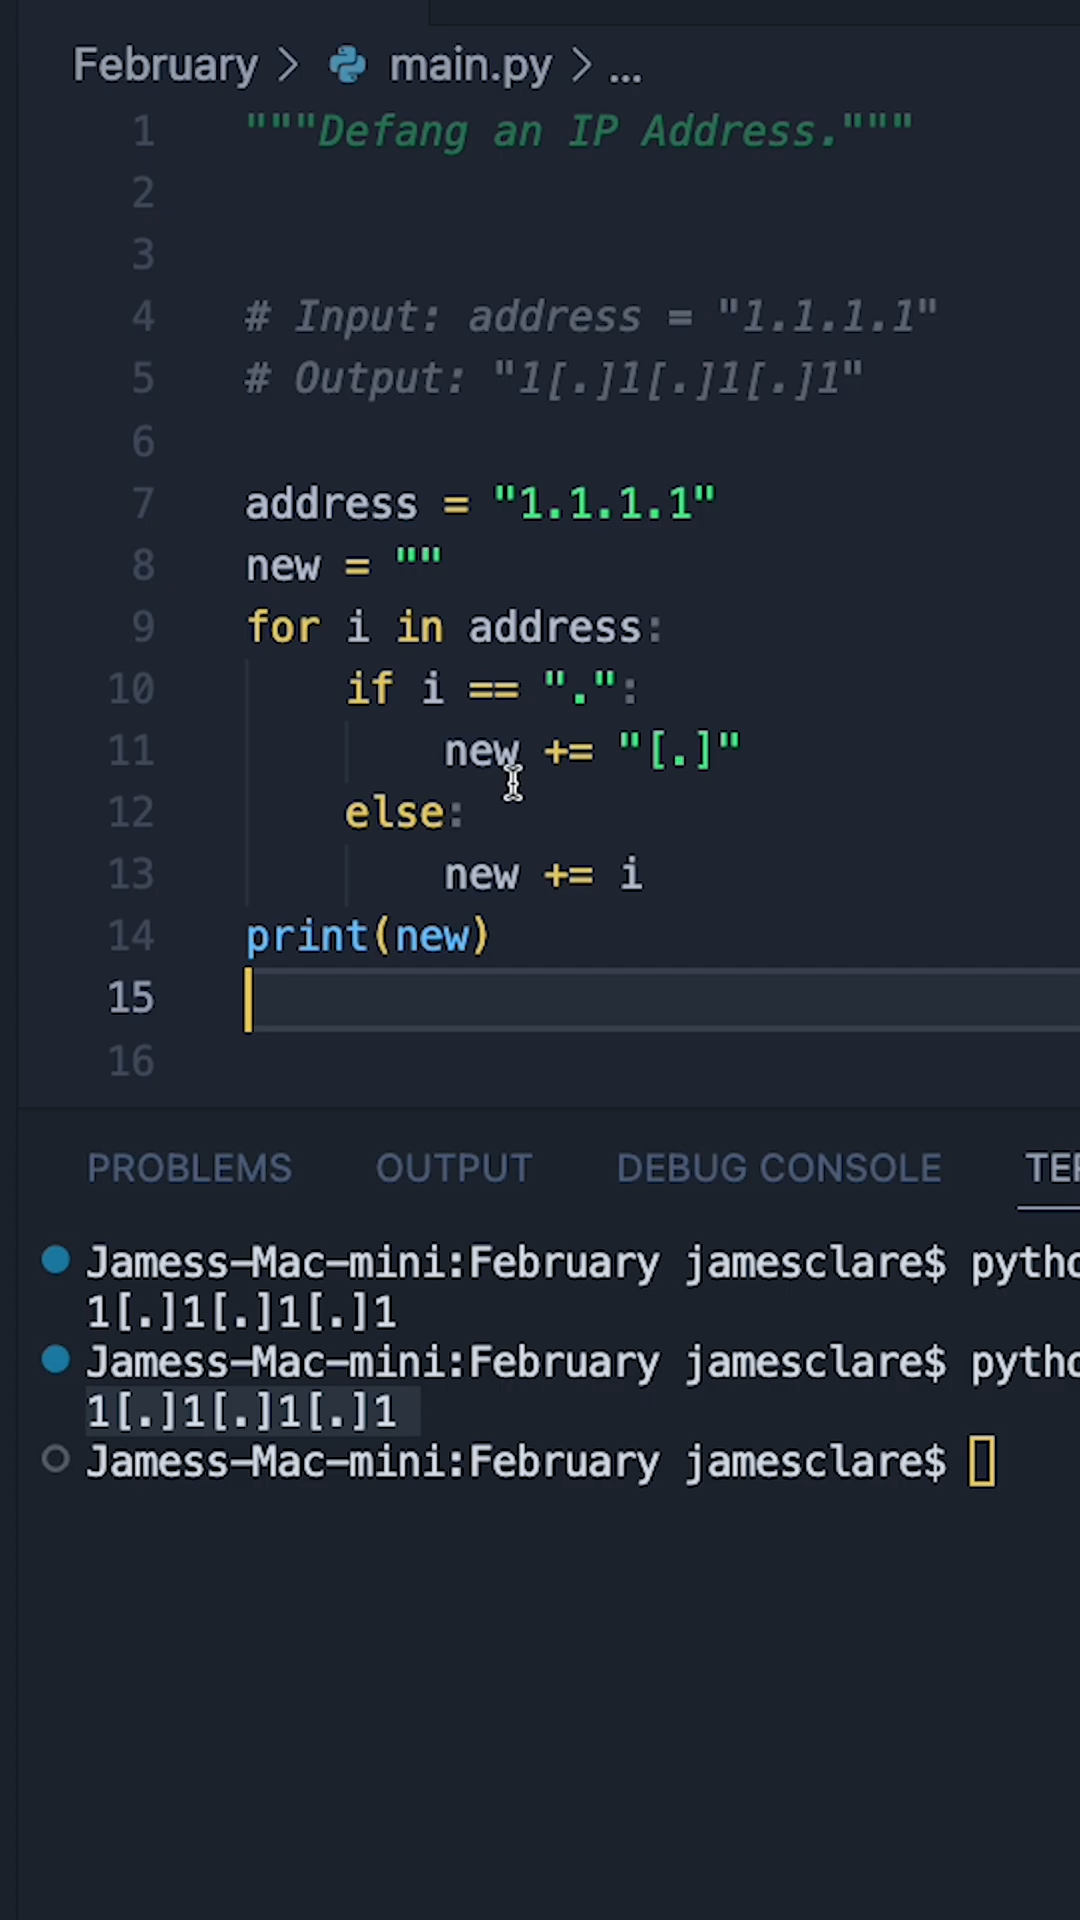 February > main.py > ...
1 """Defang an IP Address."""
2
3
4 # Input: address = "1.1.1.1"
5 # Output: "1[.]1[.]1[.]1"
6
7 address = "1.1.1.1"
8 new = ""
9 for i in address:
10 if i == ".":
11 new += "[.]"
12 else:
13 new += i
14 print(new)
15
16
PROBLEMS OUTPUT DEBUG CONSOLE
Jamess-Mac-mini:February jamesclare$ pytho
1[.]1[.]1[.]1
Jamess-Mac-mini:February jamesclare$ pytho
1[.]1[.]1[.]1
Jamess-Mac-mini:February jamesclare$